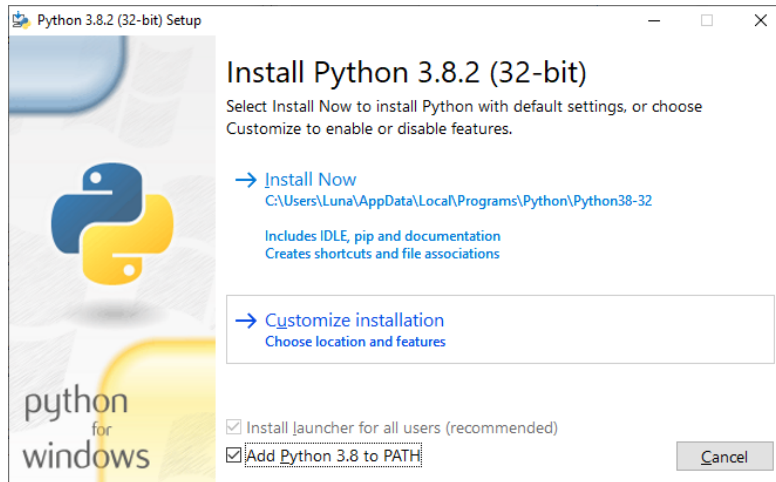 Python 3.8.2 (32-bit) Setup
Install Python 3.8.2 (32-bit)
Select Install Now to install Python with default settings, or choose
Customize to enable or disable features.
Install Now
C:\Users\Luna\AppData\Local\Programs\Python\Python38-32
Includes IDLE, pip and documentation
Creates shortcuts and file associations
Customize installation
Choose location and features
python
for
windows
Install launcher for all users (recommended)
Add Python 3.8 to PATH
Cancel